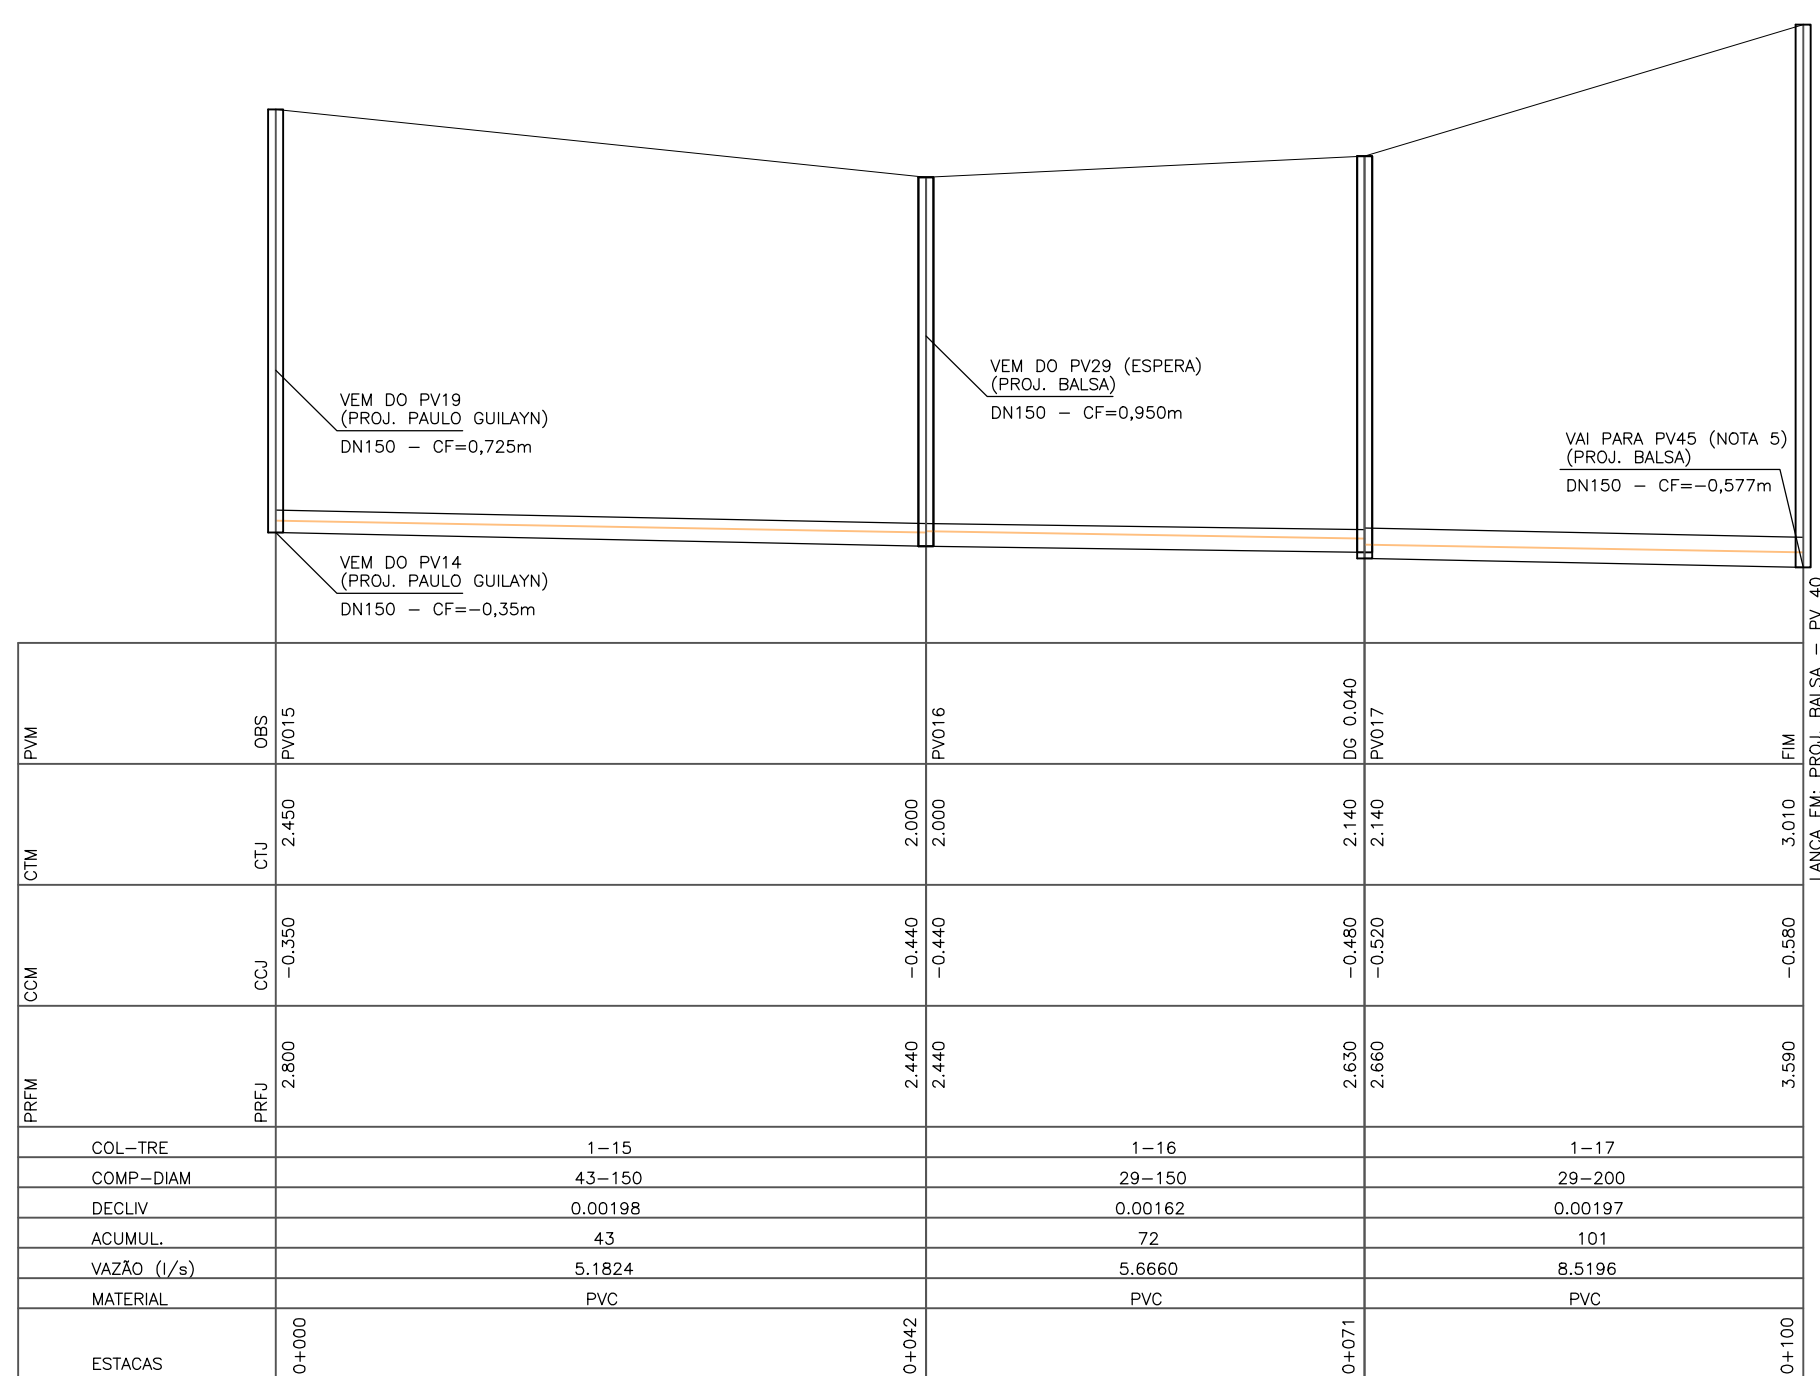 VEM DO PV19
(PROJ. PAULO GUILAYN)
DN150 – CF=0,725m
VEM DO PV29 (ESPERA)
(PROJ. BALSA)
DN150 – CF=0,950m
VAI PARA PV45 (NOTA 5)
(PROJ. BALSA)
DN150 – CF=–0,577m
VEM DO PV14
(PROJ. PAULO GUILAYN)
DN150 – CF=–0,35m
LANÇA EM: PROJ. BALSA – PV 40
PVM OBS PV015 PV016 DG 0.040 PV017 FIM
CTM CTJ 2.450 2.000 2.000 2.140 2.140 3.010
CCM CCJ –0.350 –0.440 –0.440 –0.480 –0.520 –0.580
PRFM PRFJ 2.800 2.440 2.440 2.630 2.660 3.590
COL–TRE 1–15 1–16 1–17
COMP–DIAM 43–150 29–150 29–200
DECLIV 0.00198 0.00162 0.00197
ACUMUL. 43 72 101
VAZÃO (l/s) 5.1824 5.6660 8.5196
MATERIAL PVC PVC PVC
ESTACAS 0+000 0+042 0+071 0+100